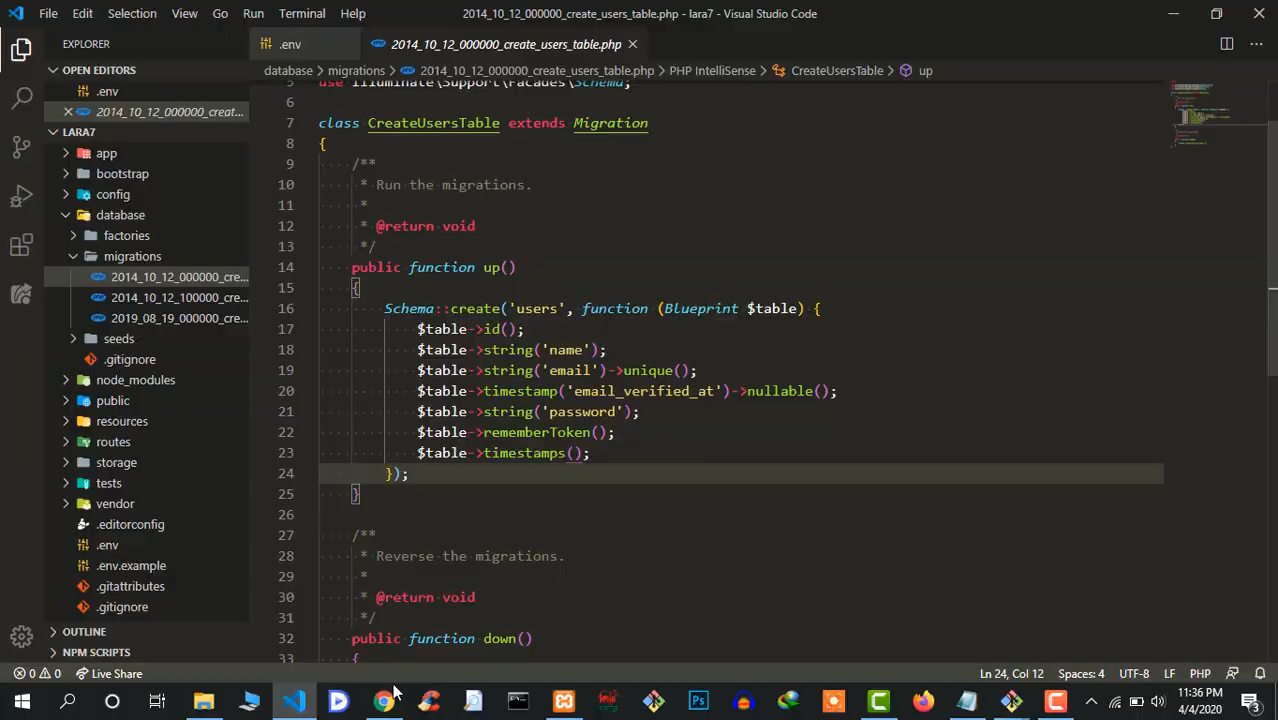 File Edit Selection View Go Run Terminal Help
2014_10_12_000000_create_users_table.php - lara7 - Visual Studio Code
EXPLORER
OPEN EDITORS
.env
2014_10_12_000000_creat...
LARA7
app
bootstrap
config
database
factories
migrations
2014_10_12_000000_cre...
2014_10_12_100000_cre...
2019_08_19_000000_cre...
seeds
.gitignore
node_modules
public
resources
routes
storage
tests
vendor
.editorconfig
.env
.env.example
.gitattributes
.gitignore
OUTLINE
NPM SCRIPTS
.env
2014_10_12_000000_create_users_table.php
database > migrations > 2014_10_12_000000_create_users_table.php > PHP IntelliSense > CreateUsersTable > up
5 use Illuminate\Support\Facades\Schema;
6
7 class CreateUsersTable extends Migration
8 {
9 /**
10 * Run the migrations.
11 *
12 * @return void
13 */
14 public function up()
15 {
16 Schema::create('users', function (Blueprint $table) {
17 $table->id();
18 $table->string('name');
19 $table->string('email')->unique();
20 $table->timestamp('email_verified_at')->nullable();
21 $table->string('password');
22 $table->rememberToken();
23 $table->timestamps();
24 });
25 }
26
27 /**
28 * Reverse the migrations.
29 *
30 * @return void
31 */
32 public function down()
33 {
0 0 Live Share
Ln 24, Col 12 Spaces: 4 UTF-8 LF PHP
Ps
11:36 PM
4/4/2020
3